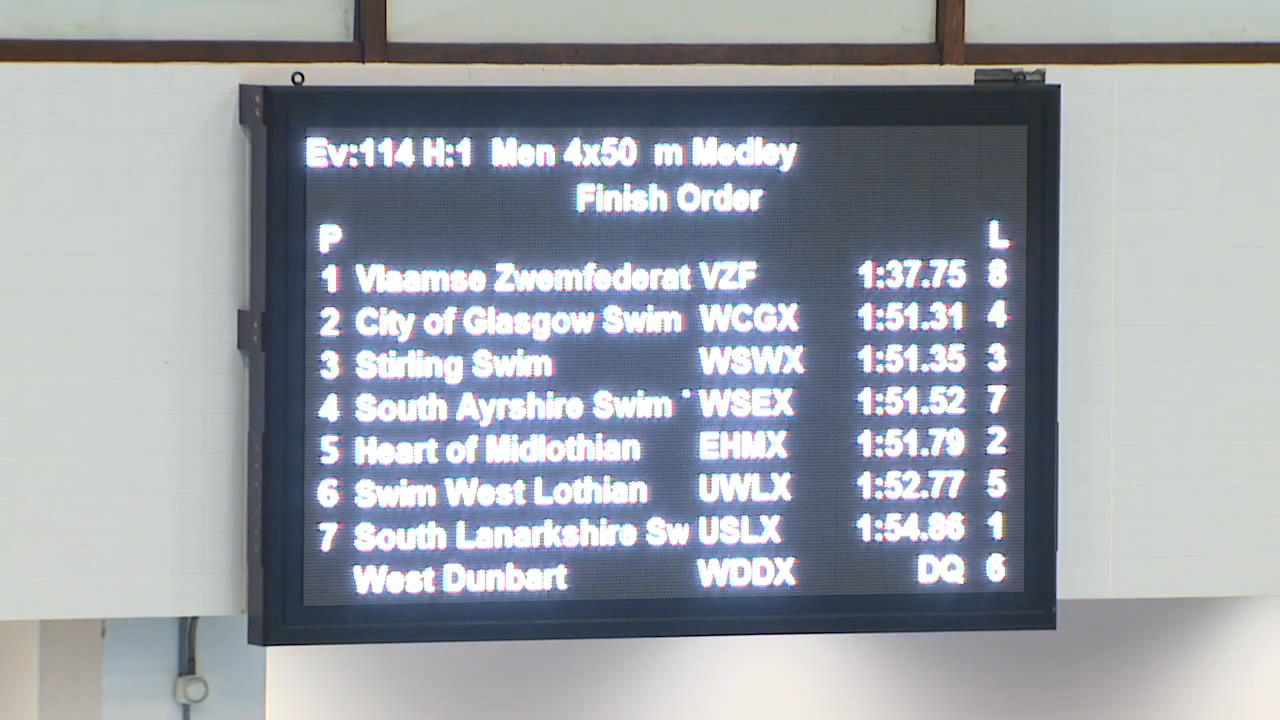 Ev:114 H:1 Men 4x50 m Medley
Finish Order
P L
1 Vlaamse Zwemfederat VZF 1:37.75 8
2 City of Glasgow Swim WCGX 1:51.31 4
3 Stirling Swim WSWX 1:51.35 3
4 South Ayrshire Swim ' WSEX 1:51.52 7
5 Heart of Midlothian EHMX 1:51.79 2
6 Swim West Lothian UWLX 1:52.77 5
7 South Lanarkshire Sw USLX 1:54.86 1
West Dunbart WDDX DQ 6